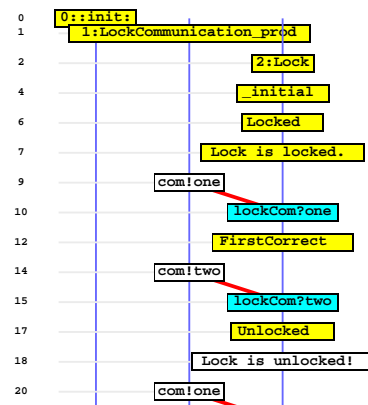 0 0::init:
1 1:LockCommunication_prod
2 2:Lock
4 _initial
6 Locked
7 Lock is locked.
9 com!one
10 lockCom?one
12 FirstCorrect
14 com!two
15 lockCom?two
17 Unlocked
18 Lock is unlocked!
20 com!one